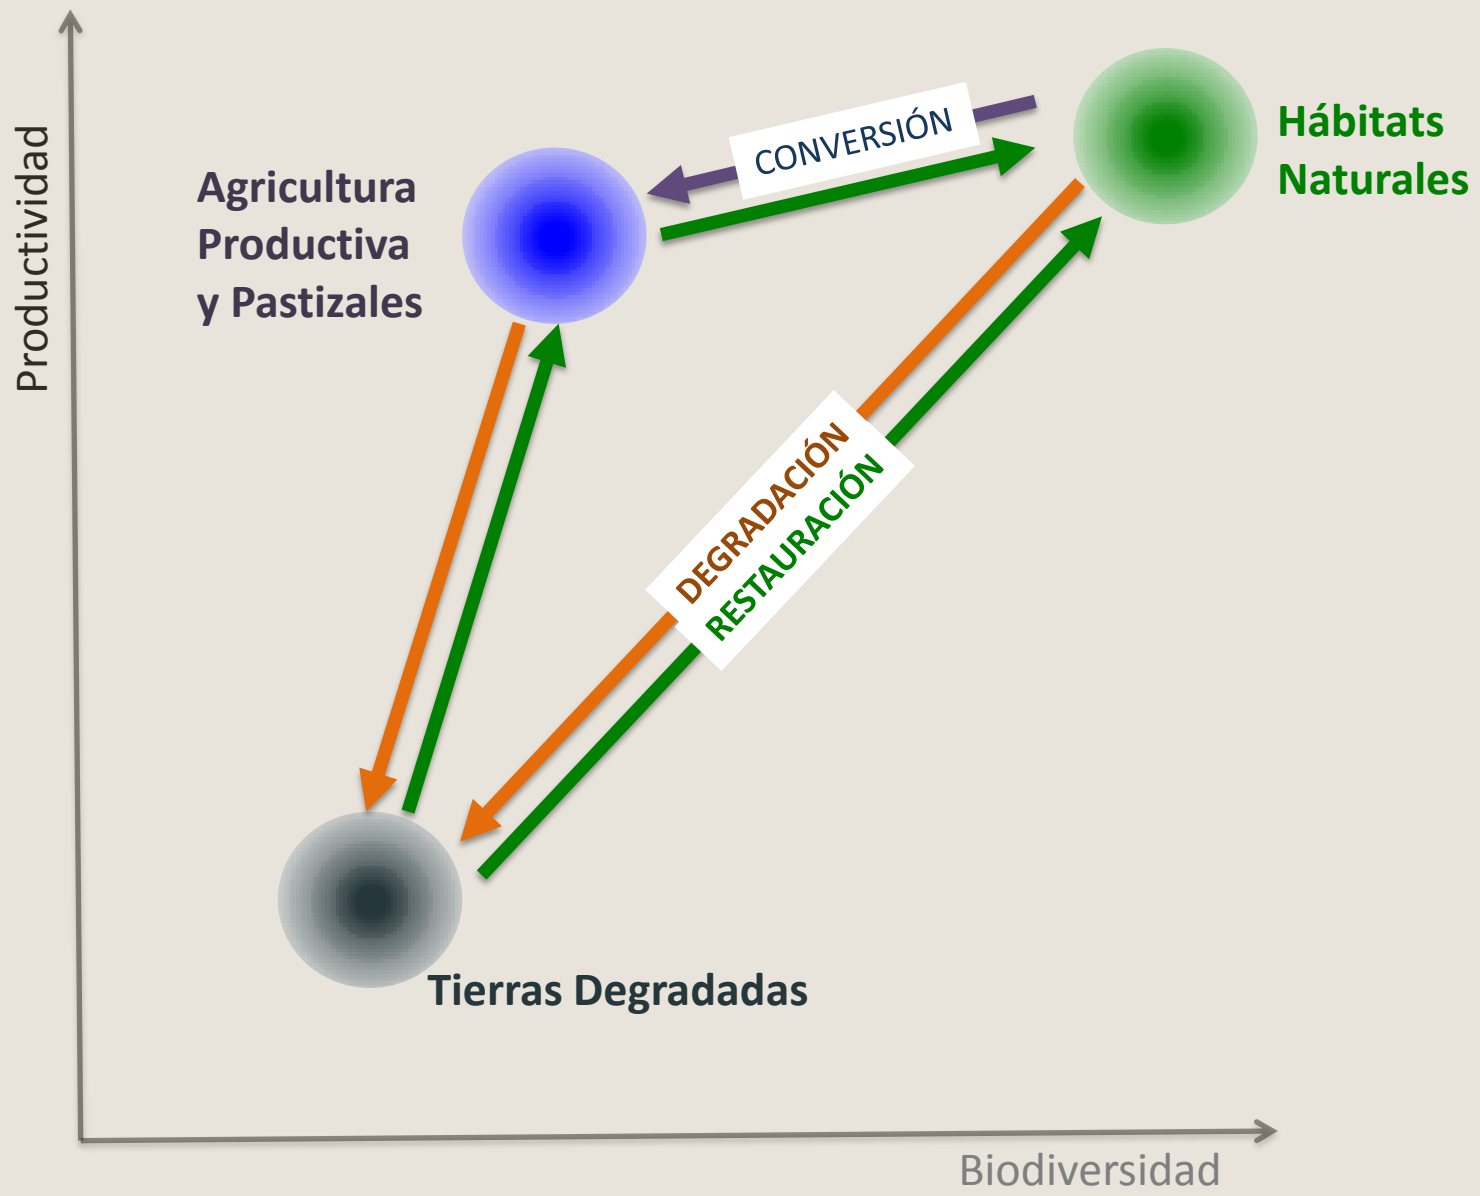 Productividad
Agricultura
Productiva
y Pastizales
CONVERSIÓN
Hábitats
Naturales
DEGRADACIÓN
RESTAURACIÓN
Tierras Degradadas
Biodiversidad